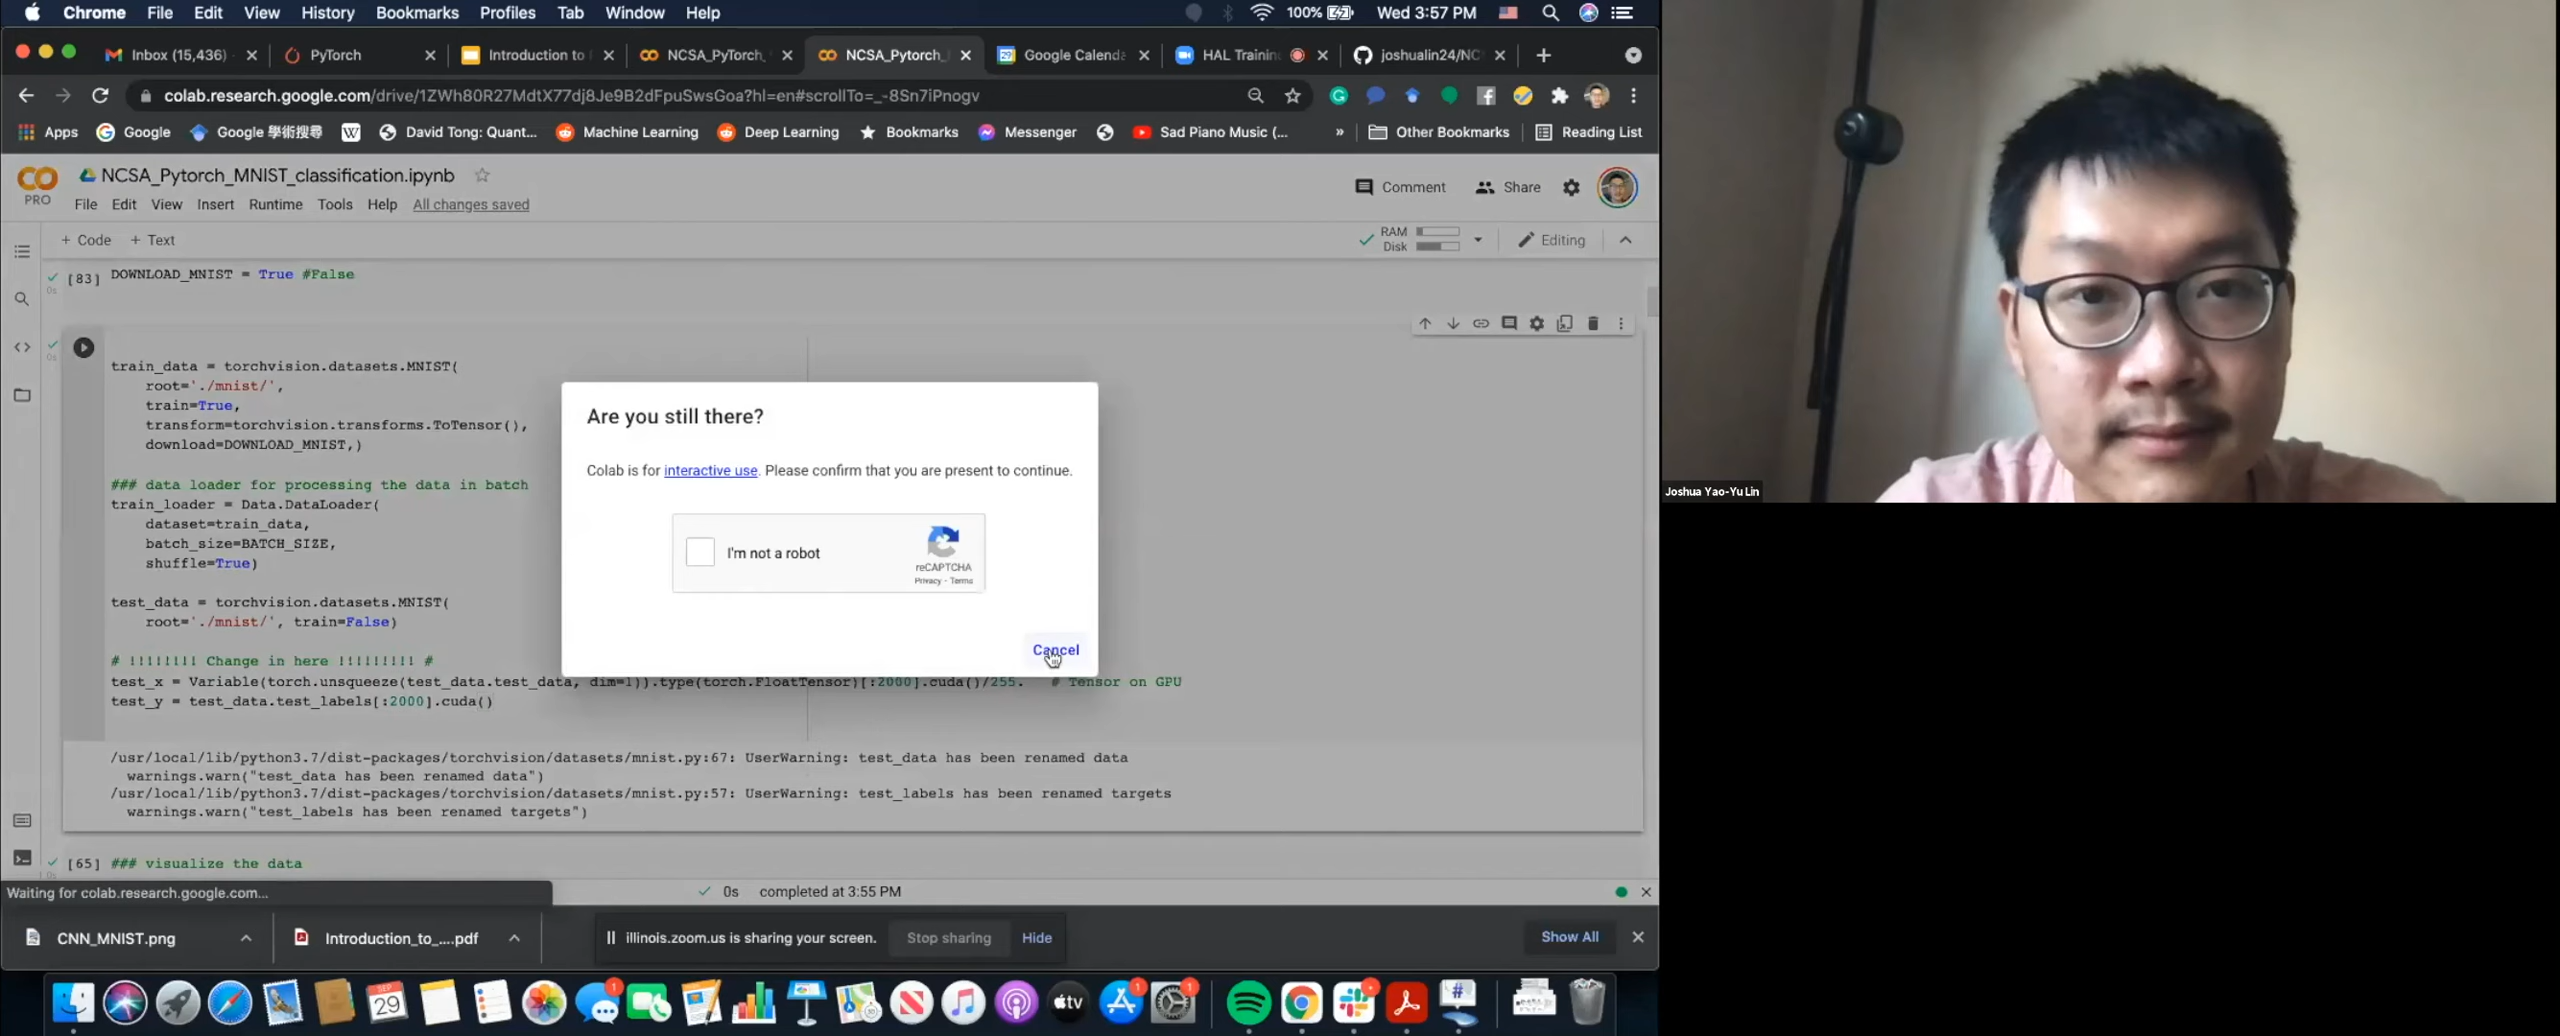 Chrome File Edit View History Bookmarks Profiles Tab Window Help 100% Wed 3:57 PM
Inbox (15,436) PyTorch Introduction to NCSA_PyTorch_ NCSA_Pytorch_ Google Calenda HAL Training joshualin24/NC
colab.research.google.com/drive/1ZWh80R27MdtX77dj8Je9B2dFpuSwsGoa?hl=en#scrollTo=_-8Sn7iPnogv
Apps Google Google 學術搜尋 David Tong: Quant... Machine Learning Deep Learning Bookmarks Messenger Sad Piano Music (... » Other Bookmarks Reading List
NCSA_Pytorch_MNIST_classification.ipynb
PRO
File Edit View Insert Runtime Tools Help All changes saved
Comment Share
+ Code + Text
RAM
Disk
Editing
[83] DOWNLOAD_MNIST = True #False
0s
train_data = torchvision.datasets.MNIST(
root='./mnist/',
train=True,
transform=torchvision.transforms.ToTensor(),
download=DOWNLOAD_MNIST,)
### data loader for processing the data in batch
train_loader = Data.DataLoader(
dataset=train_data,
batch_size=BATCH_SIZE,
shuffle=True)
test_data = torchvision.datasets.MNIST(
root='./mnist/', train=False)
# !!!!!!!! Change in here !!!!!!!!! #
test_x = Variable(torch.unsqueeze(test_data.test_data, dim=1)).type(torch.FloatTensor)[:2000].cuda()/255. # Tensor on GPU
test_y = test_data.test_labels[:2000].cuda()
Are you still there?
Colab is for interactive use. Please confirm that you are present to continue.
I'm not a robot
reCAPTCHA
Privacy - Terms
Cancel
/usr/local/lib/python3.7/dist-packages/torchvision/datasets/mnist.py:67: UserWarning: test_data has been renamed data
warnings.warn("test_data has been renamed data")
/usr/local/lib/python3.7/dist-packages/torchvision/datasets/mnist.py:57: UserWarning: test_labels has been renamed targets
warnings.warn("test_labels has been renamed targets")
[65] ### visualize the data
Waiting for colab.research.google.com...
0s completed at 3:55 PM
CNN_MNIST.png Introduction_to_....pdf
illinois.zoom.us is sharing your screen. Stop sharing Hide
Show All
SEP
29
tv
Joshua Yao-Yu Lin